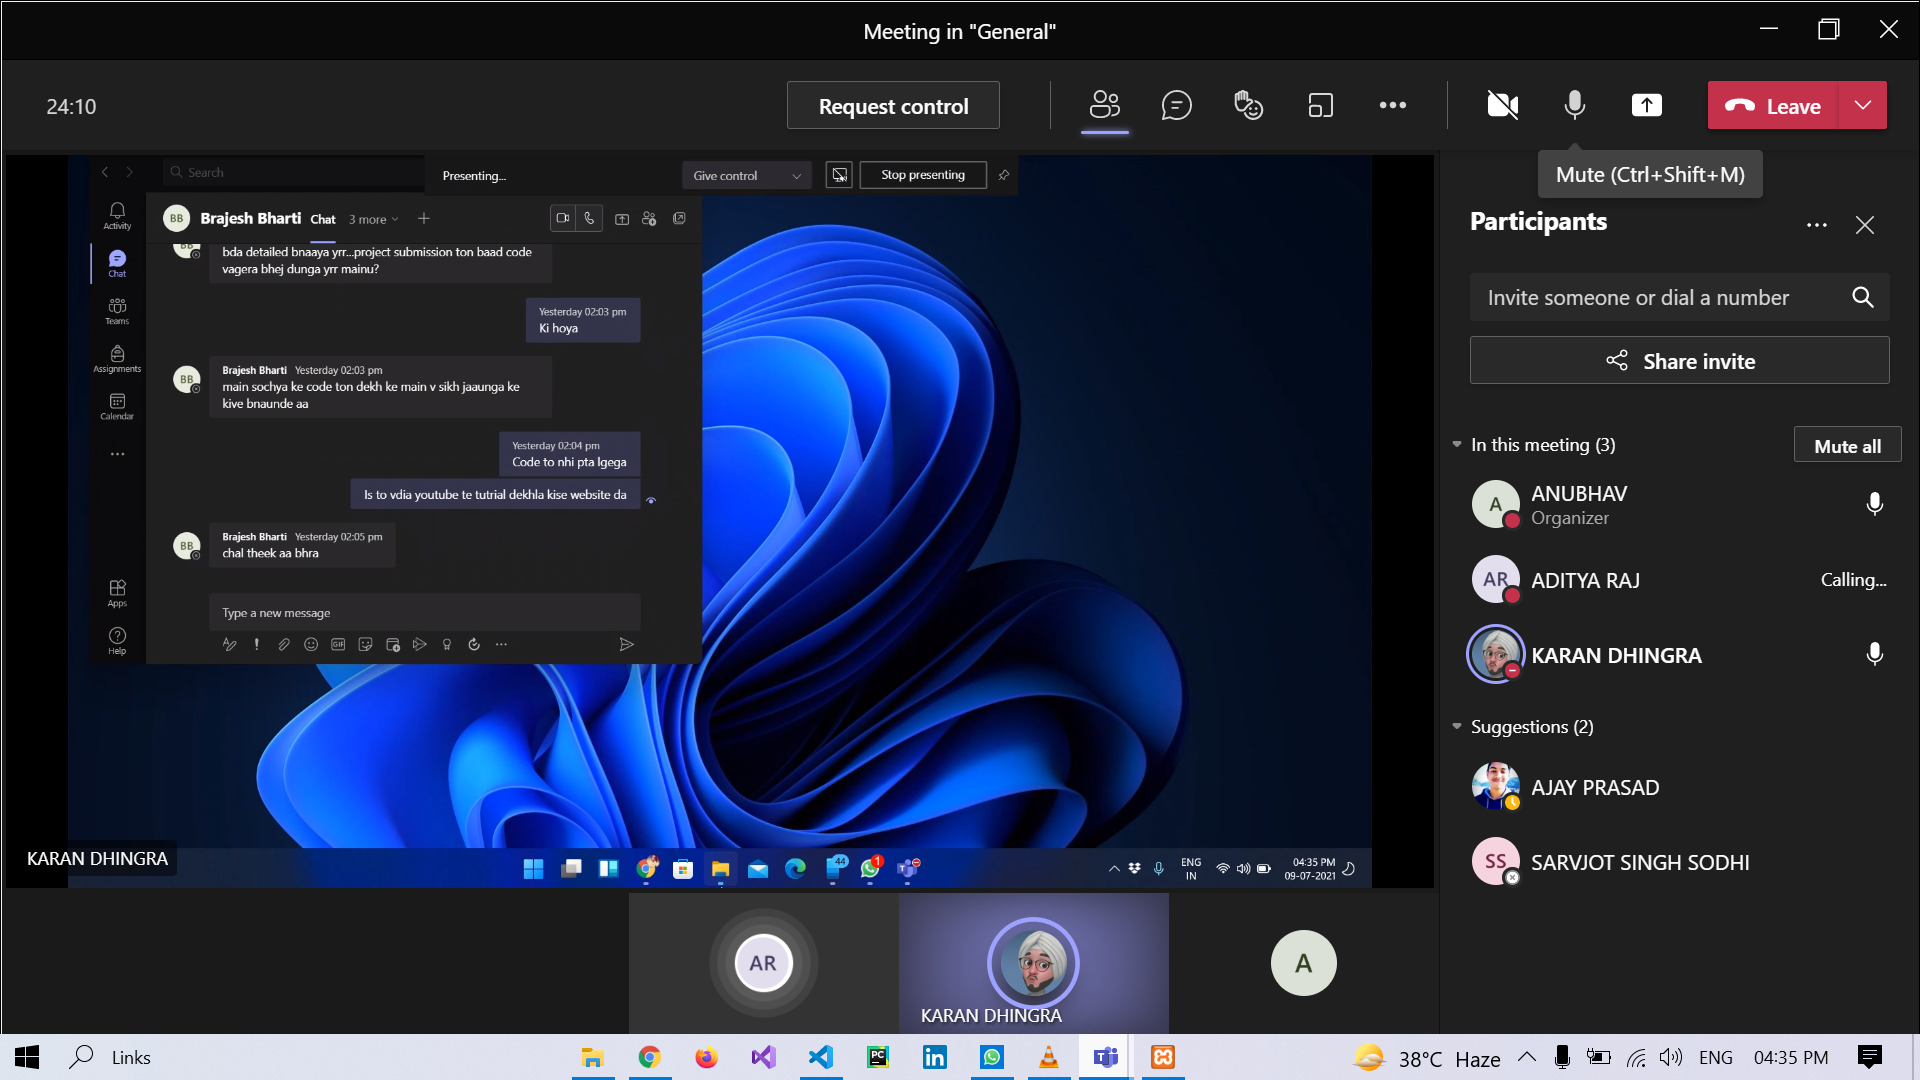 Meeting in "General"
24:10
Request control
Leave
Mute (Ctrl+Shift+M)
Search
Presenting...
Give control
Stop presenting
Activity
Chat
Teams
Assignments
Calendar
Apps
Help
BB
Brajesh Bharti
Chat
3 more
BB
bda detailed bnaaya yrr...project submission ton baad code
vagera bhej dunga yrr mainu?
Yesterday 02:03 pm
Ki hoya
BB
Brajesh Bharti Yesterday 02:03 pm
main sochya ke code ton dekh ke main v sikh jaaunga ke
kive bnaunde aa
Yesterday 02:04 pm
Code to nhi pta lgega
Is to vdia youtube te tutrial dekhla kise website da
BB
Brajesh Bharti Yesterday 02:05 pm
chal theek aa bhra
Type a new message
GIF
KARAN DHINGRA
44
1
ENG
IN
04:35 PM
09-07-2021
Participants
Invite someone or dial a number
Share invite
In this meeting (3)
Mute all
A
ANUBHAV
Organizer
AR
ADITYA RAJ
Calling...
KARAN DHINGRA
Suggestions (2)
AJAY PRASAD
SS
SARVJOT SINGH SODHI
AR
KARAN DHINGRA
A
Links
PC
in
38°C Haze
ENG
04:35 PM